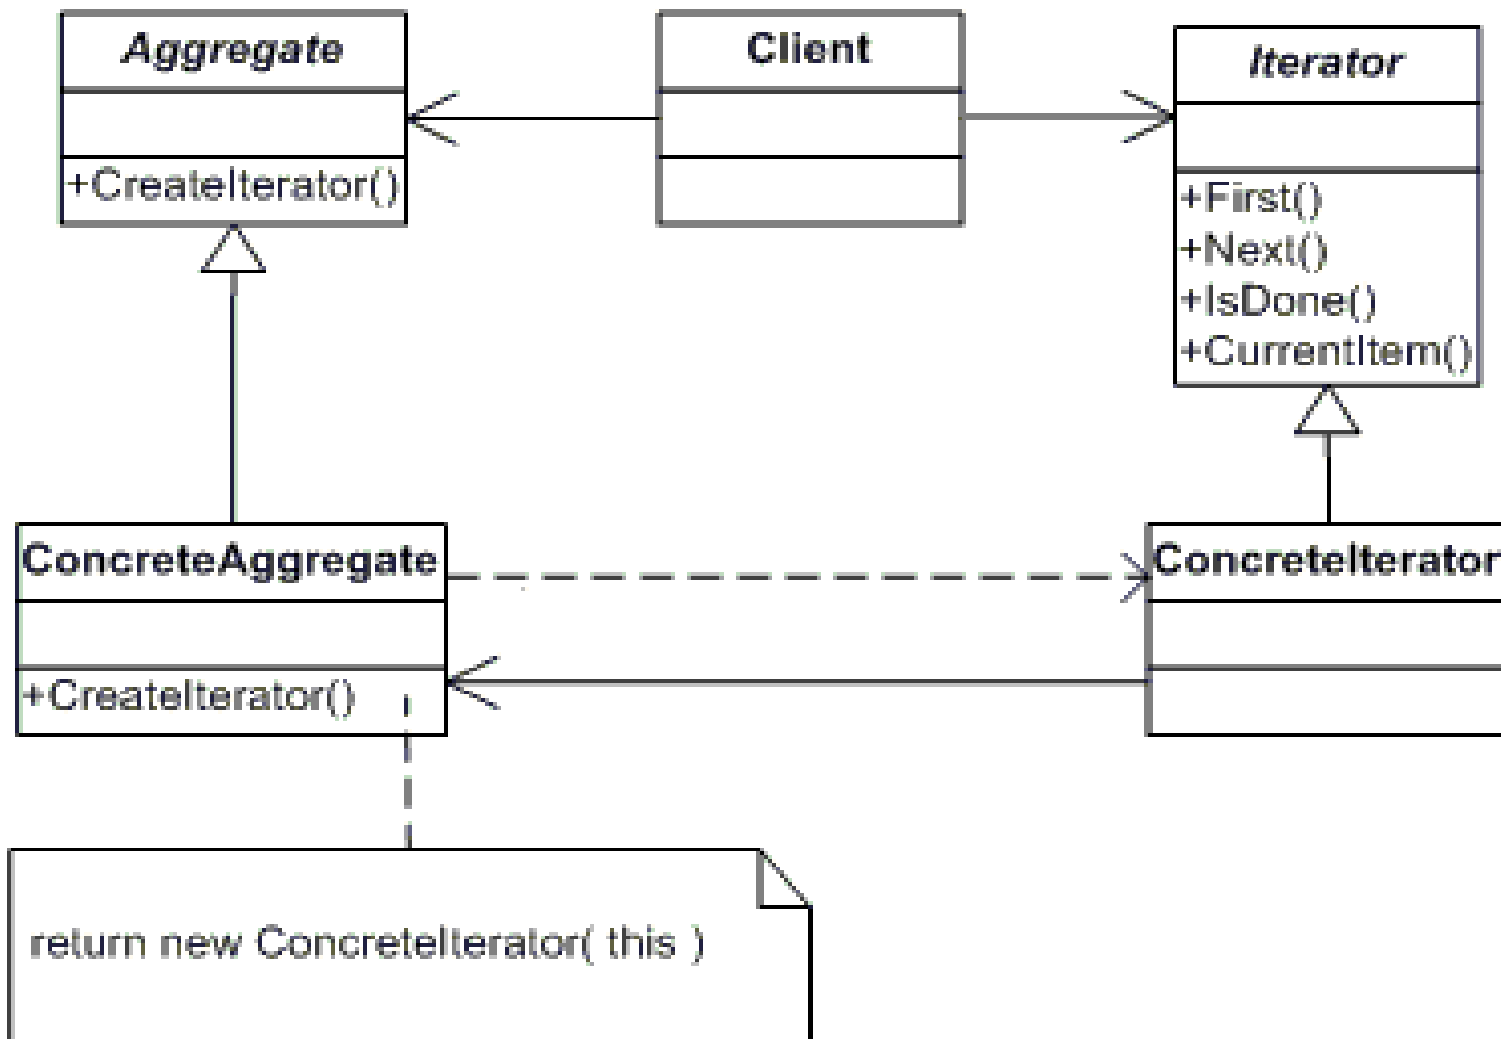 Aggregate
+CreateIterator()
Client
Iterator
+First()
+Next()
+IsDone()
+CurrentItem()
ConcreteAggregate
+CreateIterator()
ConcreteIterator
return new ConcreteIterator( this )